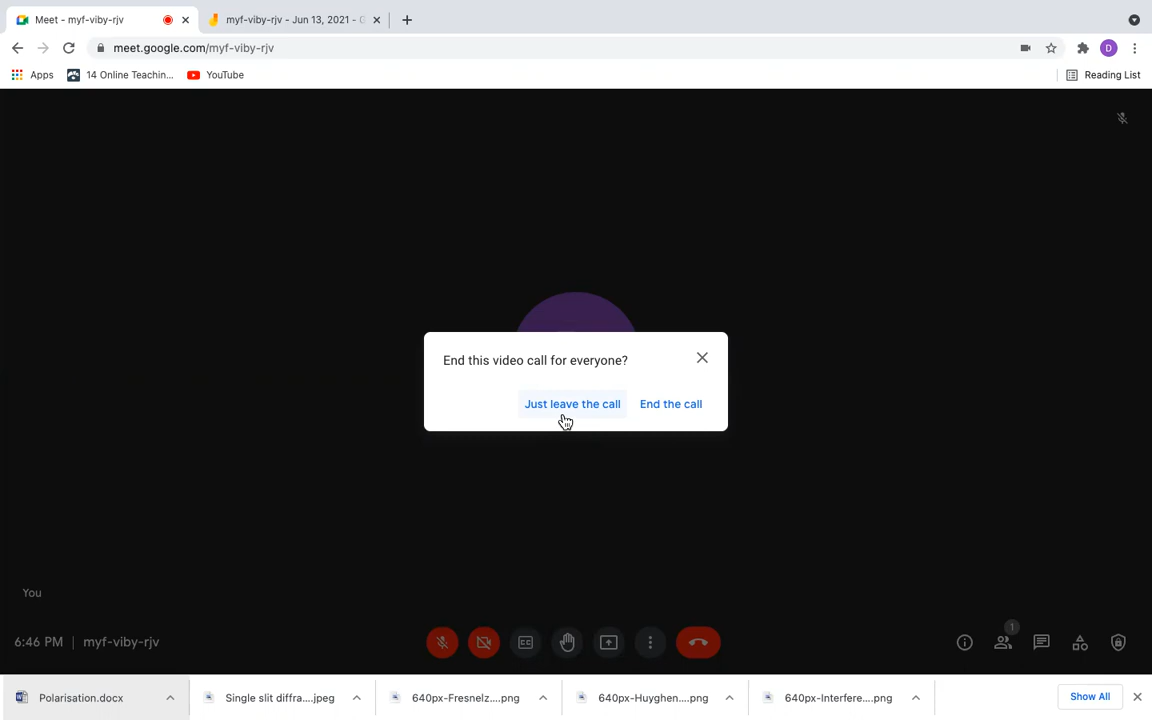 Meet - myf-viby-rjv
myf-viby-rjv - Jun 13, 2021 - G
meet.google.com/myf-viby-rjv
D
Apps
14 Online Teachin...
YouTube
Reading List
End this video call for everyone?
Just leave the call
End the call
You
6:46 PM | myf-viby-rjv
CC
1
Polarisation.docx
Single slit diffra....jpeg
640px-Fresnelz....png
640px-Huyghen....png
640px-Interfere....png
Show All